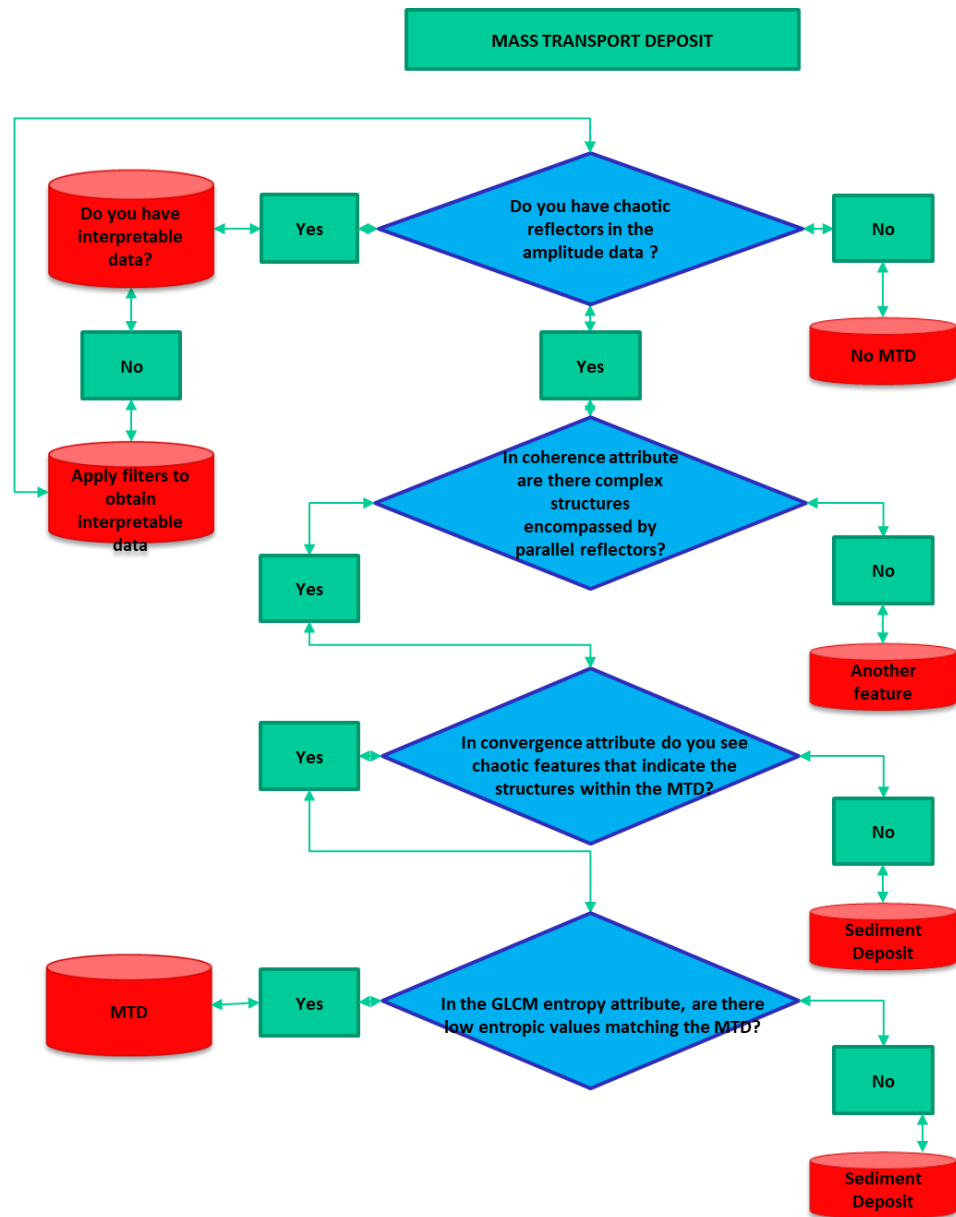 MASS TRANSPORT DEPOSIT
Do you have
interpretable
data?
Yes
Do you have chaotic
reflectors in the
amplitude data ?
No
No
Yes
No MTD
Apply filters to
obtain
interpretable
data
In coherence attribute
are there complex
structures
encompassed by
parallel reflectors?
Yes
No
Another
feature
Yes
In convergence attribute do you see
chaotic features that indicate the
structures within the MTD?
No
Sediment
Deposit
MTD
Yes
In the GLCM entropy attribute, are there
low entropic values matching the MTD?
No
Sediment
Deposit